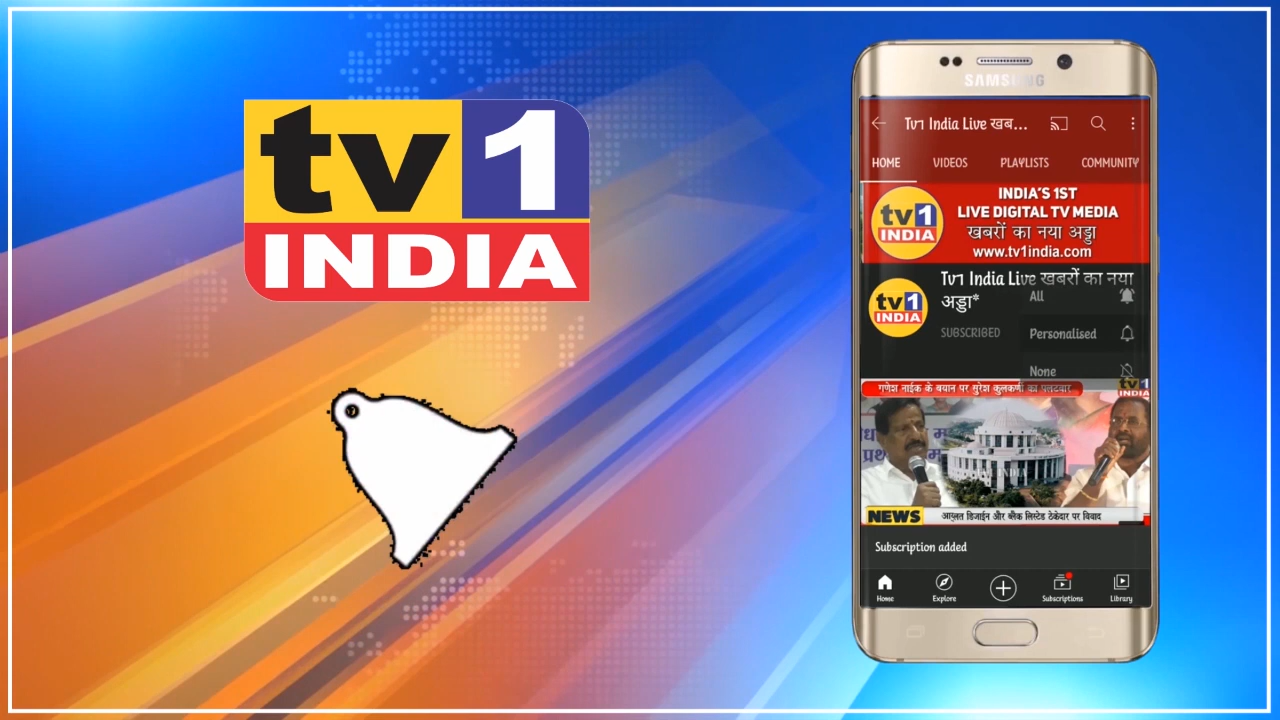 tv1
INDIA
SAMSUNG
Tv1 India Live खब...
HOME VIDEOS PLAYLISTS COMMUNITY
tv1
INDIA
INDIA'S 1ST
LIVE DIGITAL TV MEDIA
खबरों का नया अड्डा
www.tv1india.com
tv1
INDIA
Tv1 India Live खबरों का नया
अड्डा*
SUBSCRIBED
All
Personalised
None
गणेश नाईक के बयान पर सुरेश कुलकर्णी का पलटवार
tv1
INDIA
NEWS
आयुक्त डिजाईन और ब्लैक लिस्टेड ठेकेदार पर विवाद
Subscription added
Home Explore Subscriptions Library